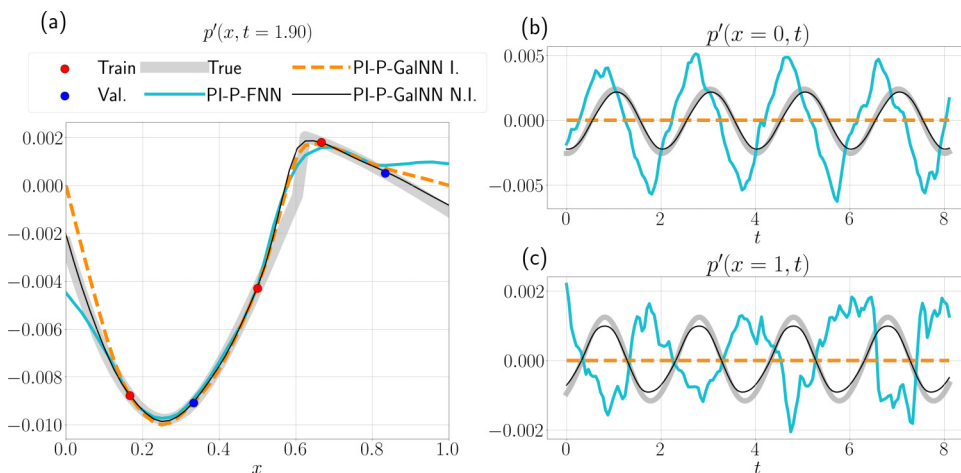 (a)
p′(x, t = 1.90)
Train True PI-P-GalNN I.
Val. PI-P-FNN PI-P-GalNN N.I.
0.002
0.000
−0.002
−0.004
−0.006
−0.008
−0.010
0.0 0.2 0.4 0.6 0.8 1.0
x
(b)
p′(x = 0, t)
0.005
0.000
−0.005
0 2 4 6 8
t
(c)
p′(x = 1, t)
0.002
0.000
−0.002
0 2 4 6 8
t